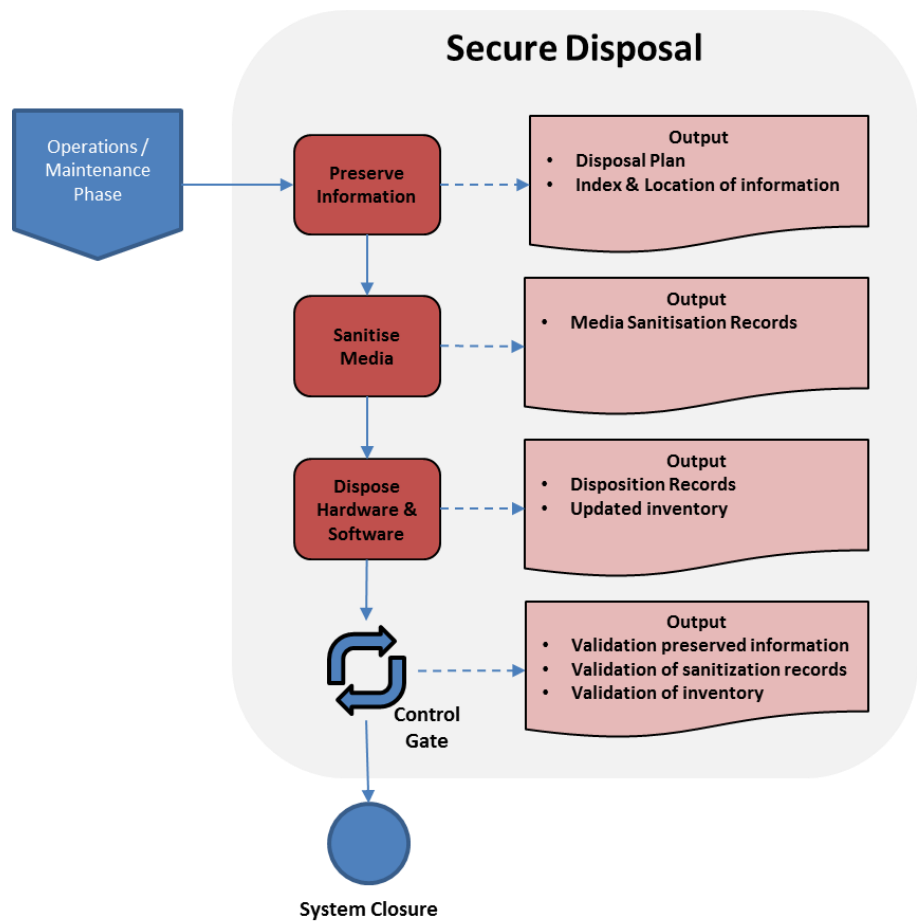 Secure Disposal
Operations /
Maintenance
Phase
Preserve
Information
Output
• Disposal Plan
• Index & Location of information
Sanitise
Media
Output
• Media Sanitisation Records
Dispose
Hardware &
Software
Output
• Disposition Records
• Updated inventory
Control
Gate
Output
• Validation preserved information
• Validation of sanitization records
• Validation of inventory
System Closure